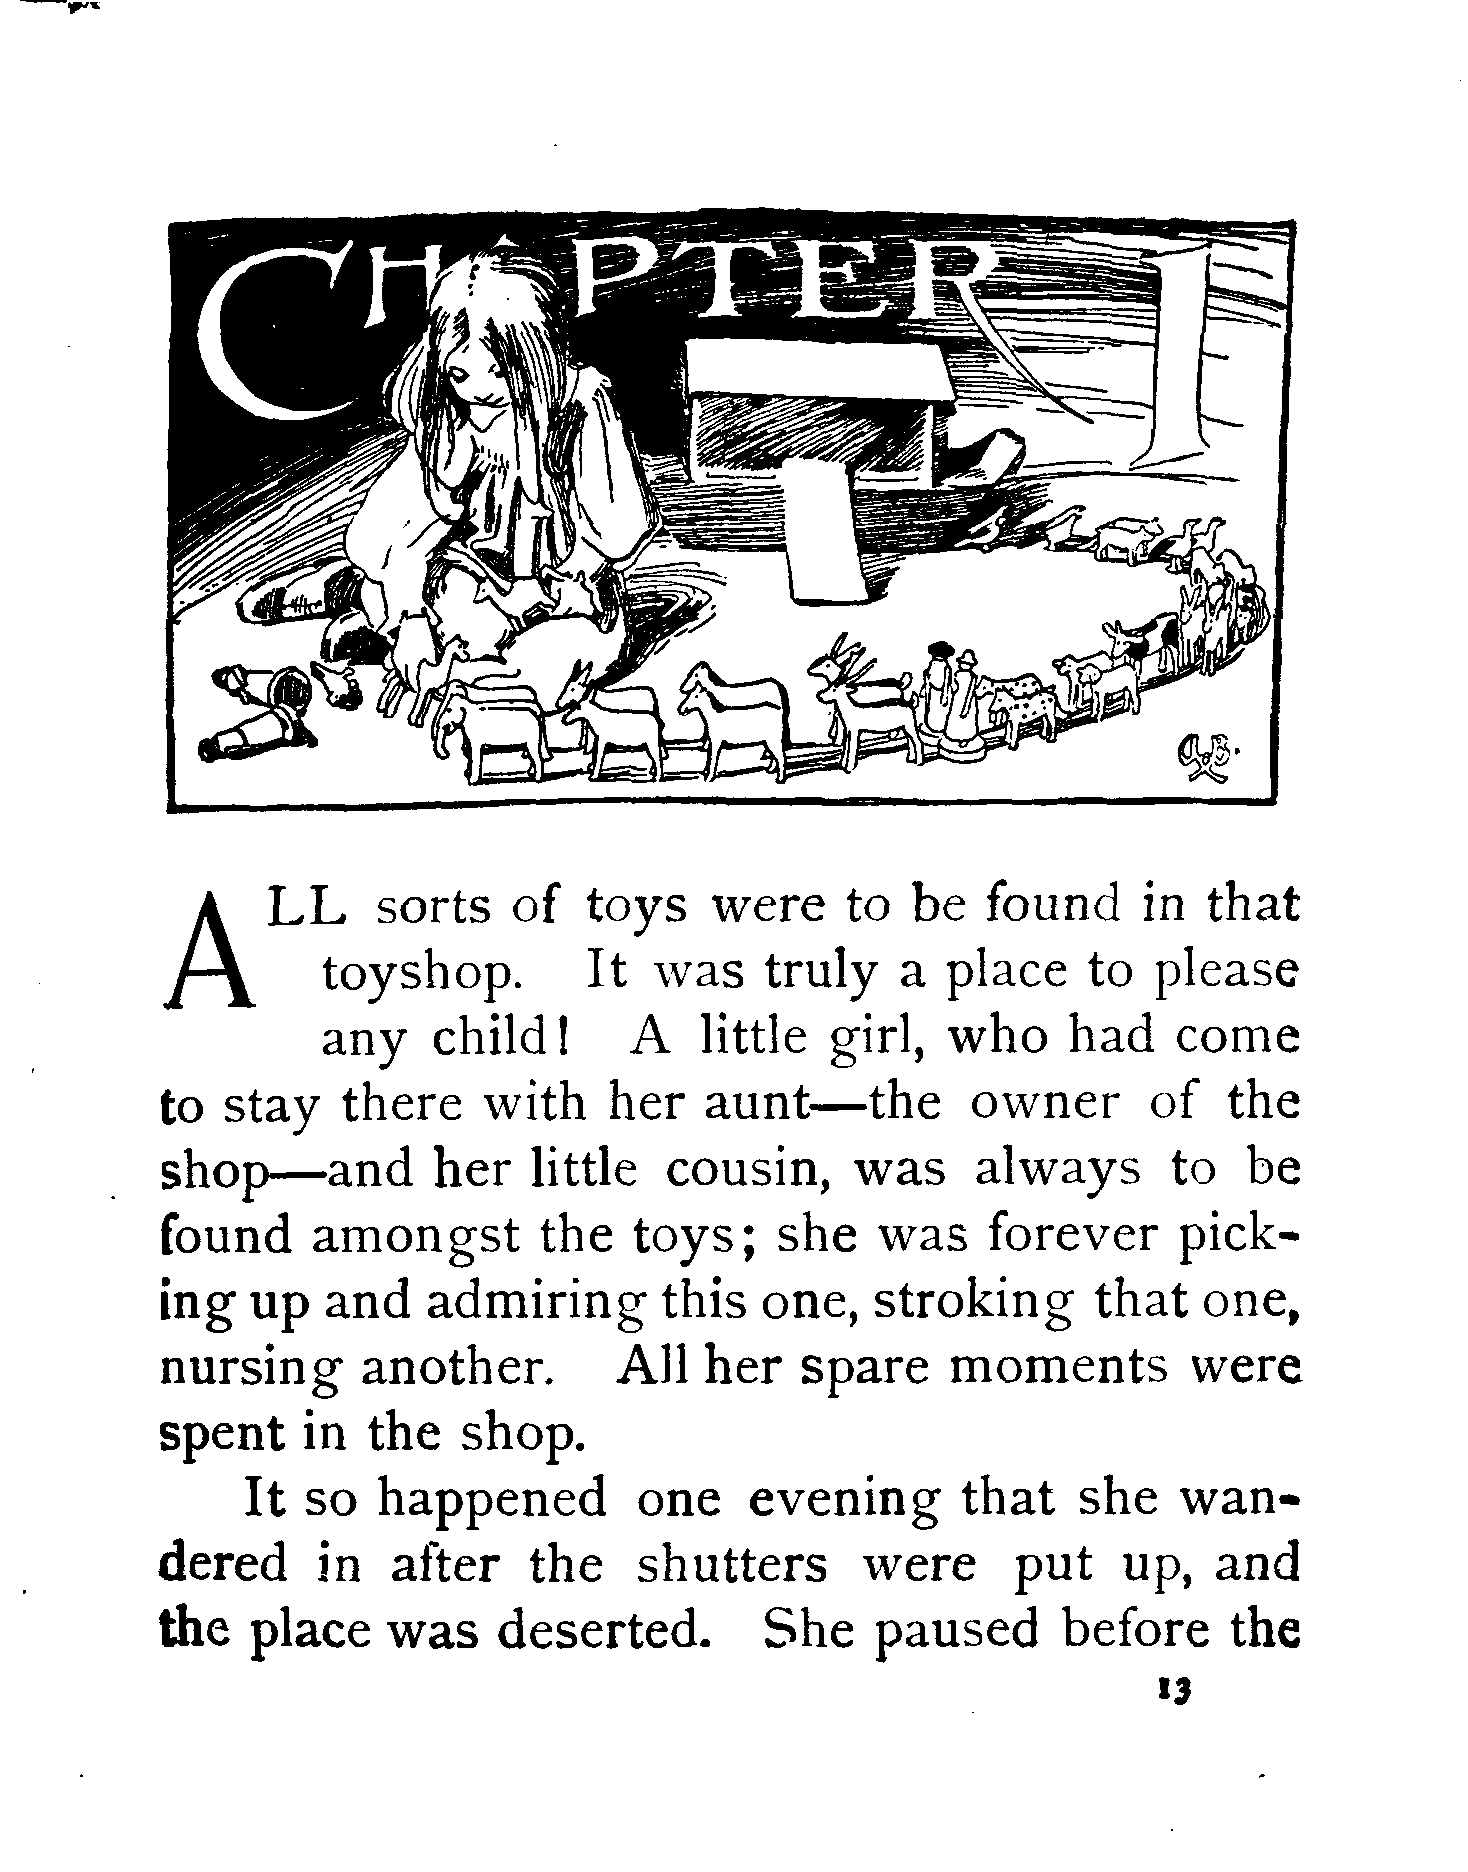 CHAPTER I
ALL sorts of toys were to be found in that
toyshop. It was truly a place to please
any child! A little girl, who had come
to stay there with her aunt—the owner of the
shop—and her little cousin, was always to be
found amongst the toys; she was forever pick-
ing up and admiring this one, stroking that one,
nursing another. All her spare moments were
spent in the shop.
It so happened one evening that she wan-
dered in after the shutters were put up, and
the place was deserted. She paused before the
13